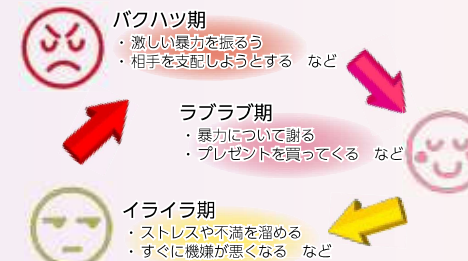 バクハツ期
・激しい暴力を振るう
・相手を支配しようとする　など
ラブラブ期
・暴力について謝る
・プレゼントを買ってくる　など
イライラ期
・ストレスや不満を溜める
・すぐに機嫌が悪くなる　など